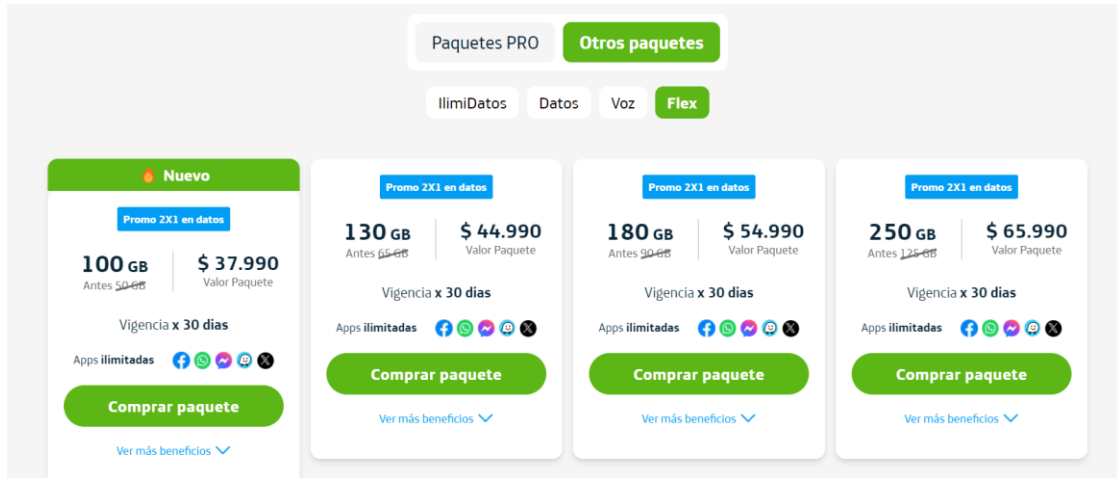 Paquetes PRO
Otros paquetes
IlimiDatos
Datos
Voz
Flex
Nuevo
Promo 2X1 en datos
100 GB
Antes 50 GB
$ 37.990
Valor Paquete
Vigencia x 30 dias
Apps ilimitadas
Comprar paquete
Ver más beneficios
Promo 2X1 en datos
130 GB
Antes 65 GB
$ 44.990
Valor Paquete
Vigencia x 30 dias
Apps ilimitadas
Comprar paquete
Ver más beneficios
Promo 2X1 en datos
180 GB
Antes 90 GB
$ 54.990
Valor Paquete
Vigencia x 30 dias
Apps ilimitadas
Comprar paquete
Ver más beneficios
Promo 2X1 en datos
250 GB
Antes 125 GB
$ 65.990
Valor Paquete
Vigencia x 30 dias
Apps ilimitadas
Comprar paquete
Ver más beneficios